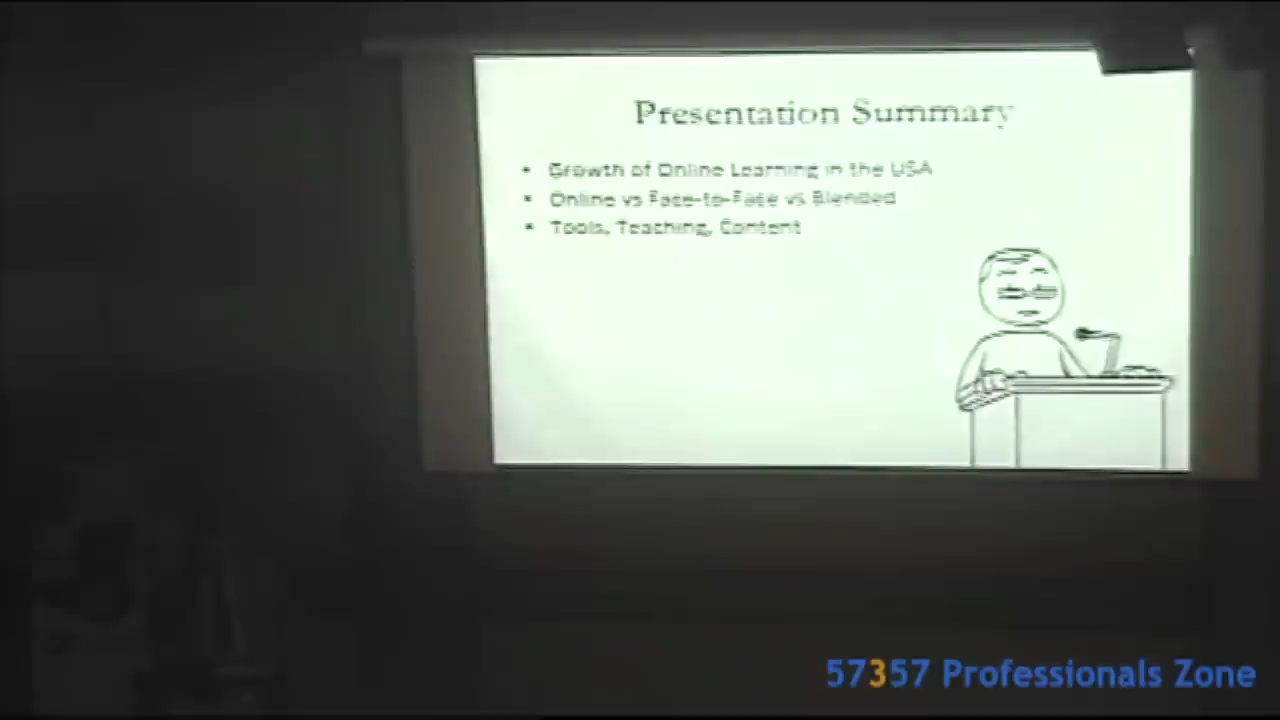 Presentation Summary
• Growth of Online Learning in the USA
• Online vs Face-to-Face vs Blended
• Tools, Teaching, Content
57357 Professionals Zone